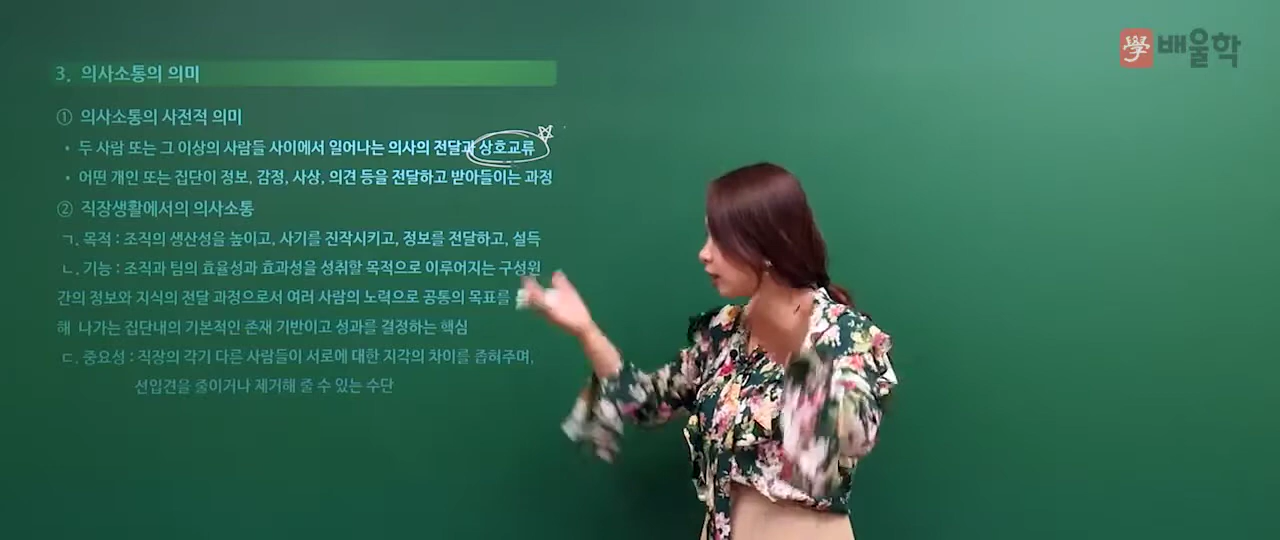 學 배울학
3. 의사소통의 의미
① 의사소통의 사전적 의미
• 두 사람 또는 그 이상의 사람들 사이에서 일어나는 의사의 전달과 상호교류
• 어떤 개인 또는 집단이 정보, 감정, 사상, 의견 등을 전달하고 받아들이는 과정
② 직장생활에서의 의사소통
ㄱ. 목적 : 조직의 생산성을 높이고, 사기를 진작시키고, 정보를 전달하고, 설득
ㄴ. 기능 : 조직과 팀의 효율성과 효과성을 성취할 목적으로 이루어지는 구성원
간의 정보와 지식의 전달 과정으로서 여러 사람의 노력으로 공통의 목표를
해 나가는 집단내의 기본적인 존재 기반이고 성과를 결정하는 핵심
ㄷ. 중요성 : 직장의 각기 다른 사람들이 서로에 대한 지각의 차이를 좁혀주며,
선입견을 줄이거나 제거해 줄 수 있는 수단